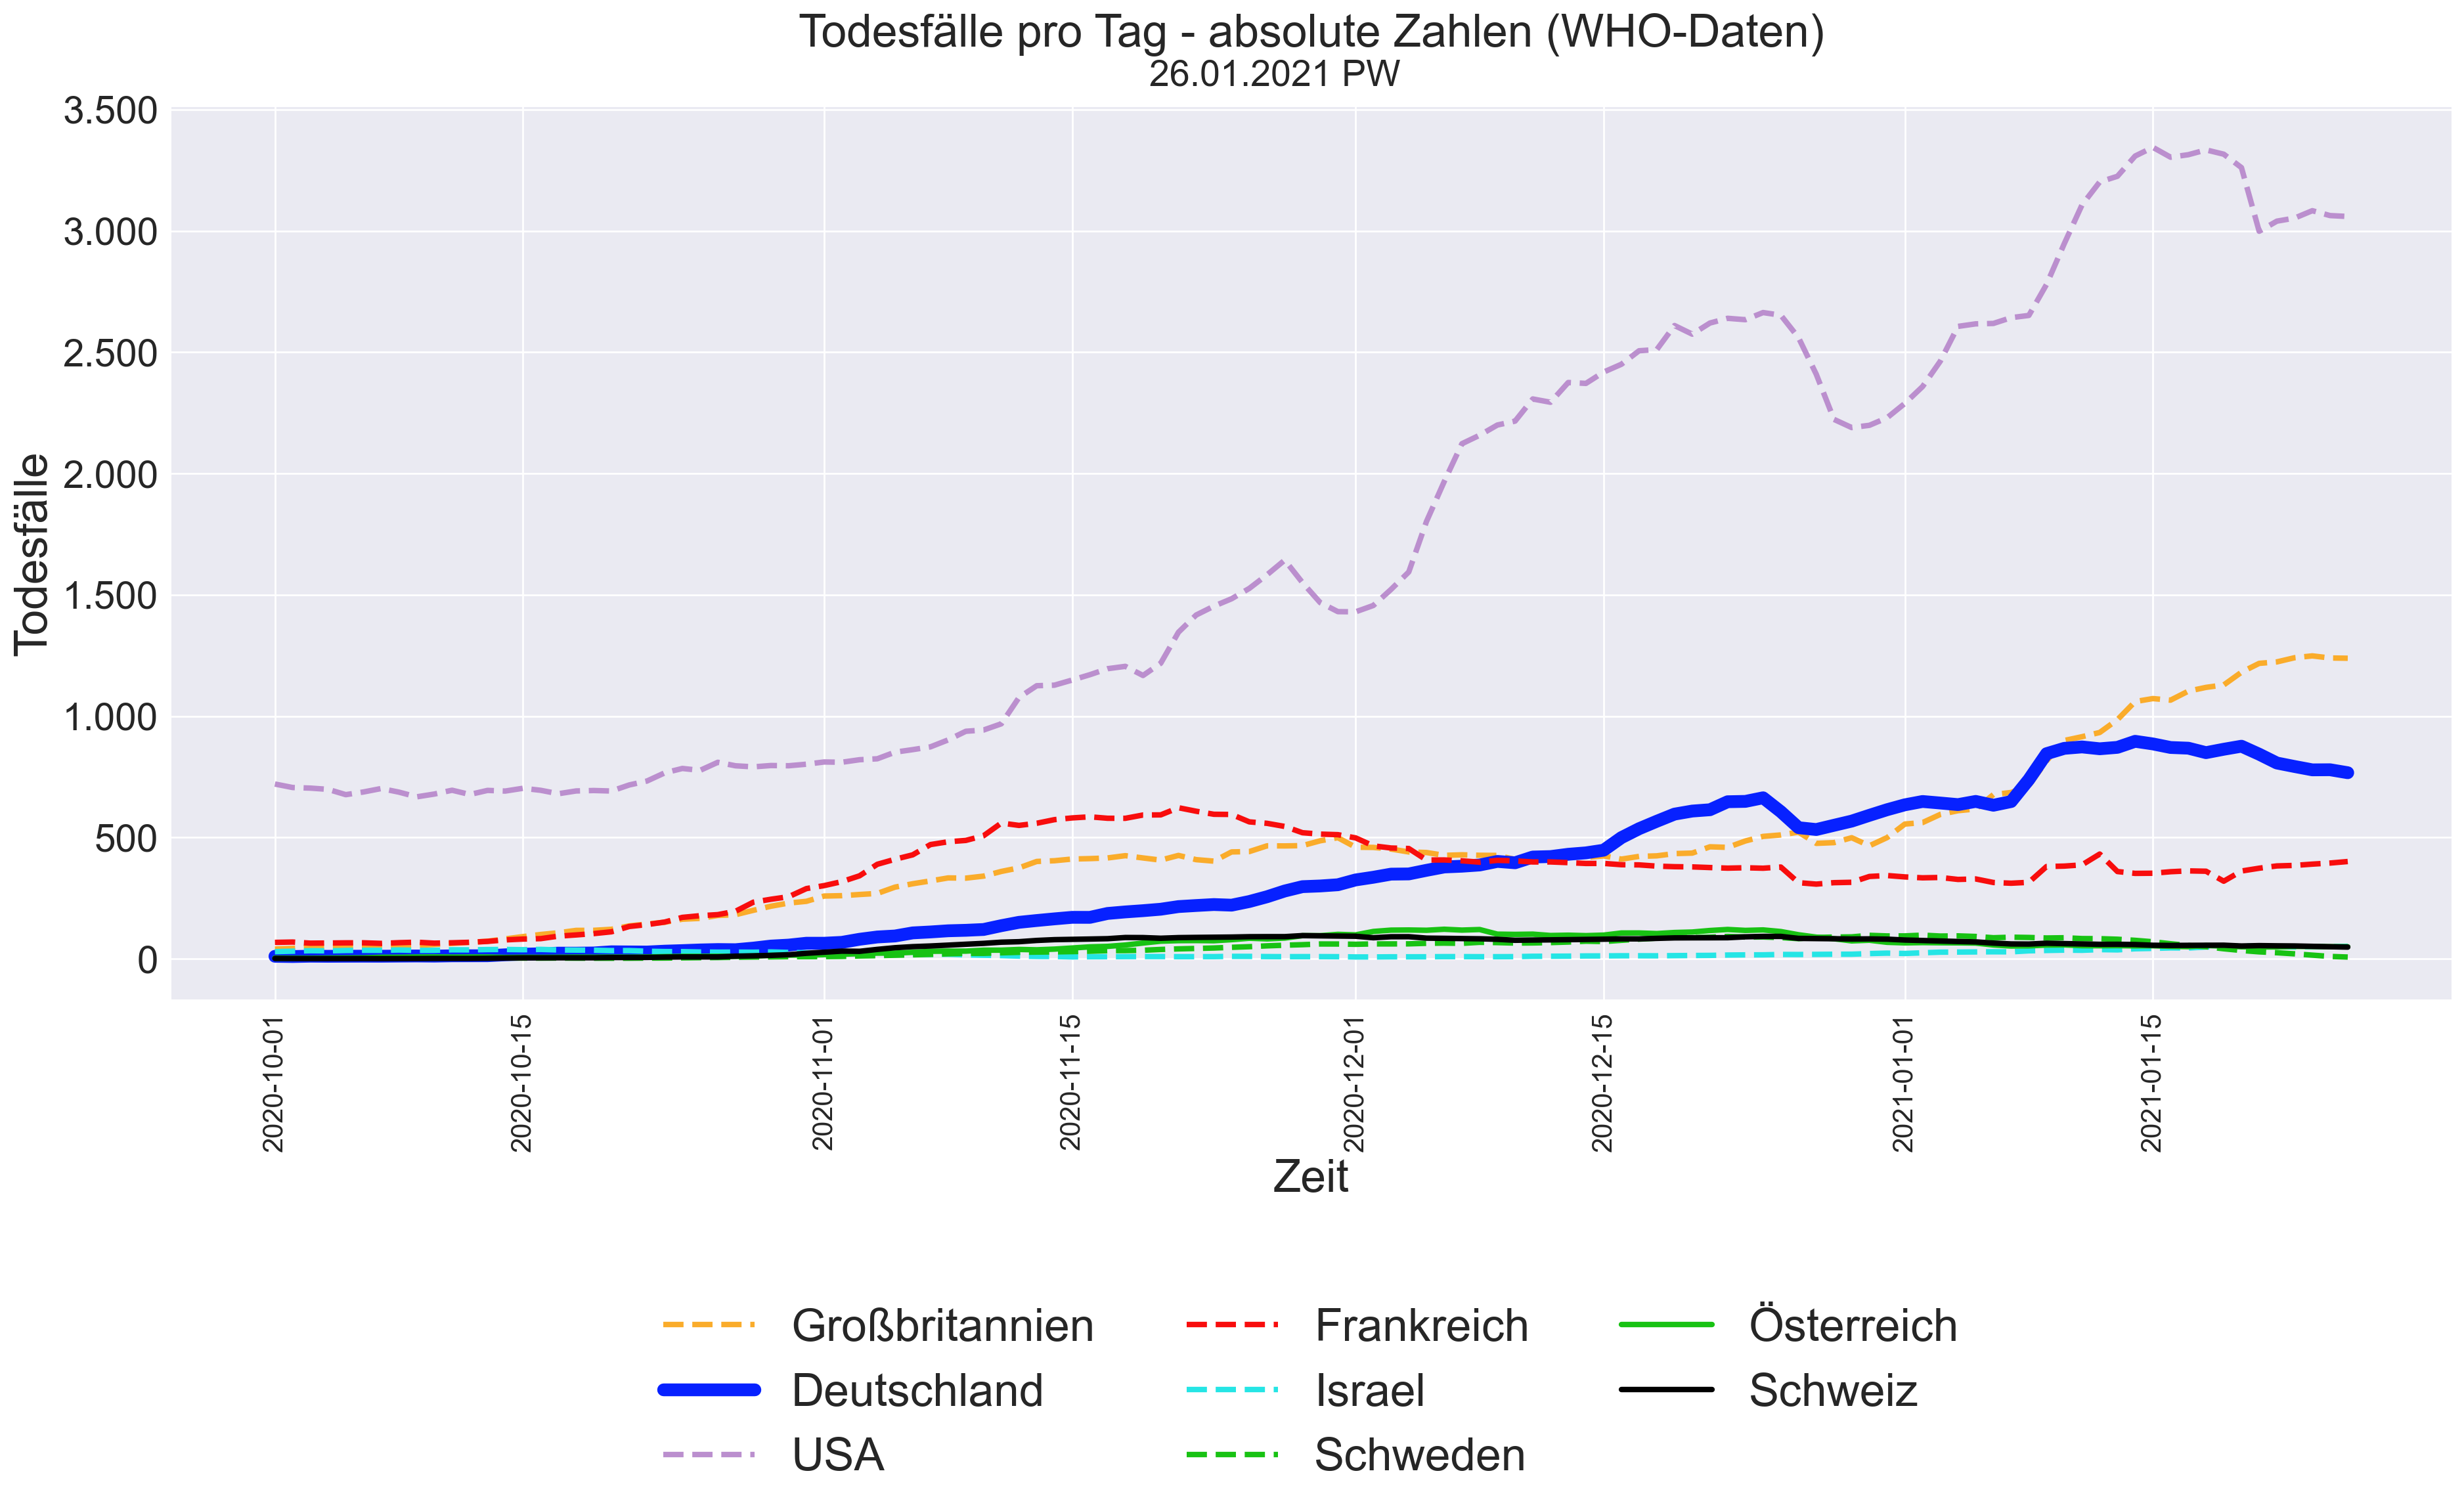 Todesfälle pro Tag - absolute Zahlen (WHO-Daten)
26.01.2021 PW
3.500
3.000
2.500
2.000
1.500
1.000
500
0
Todesfälle
2020-10-01
2020-10-15
2020-11-01
2020-11-15
2020-12-01
2020-12-15
2021-01-01
2021-01-15
Zeit
Großbritannien
Deutschland
USA
Frankreich
Israel
Schweden
Österreich
Schweiz